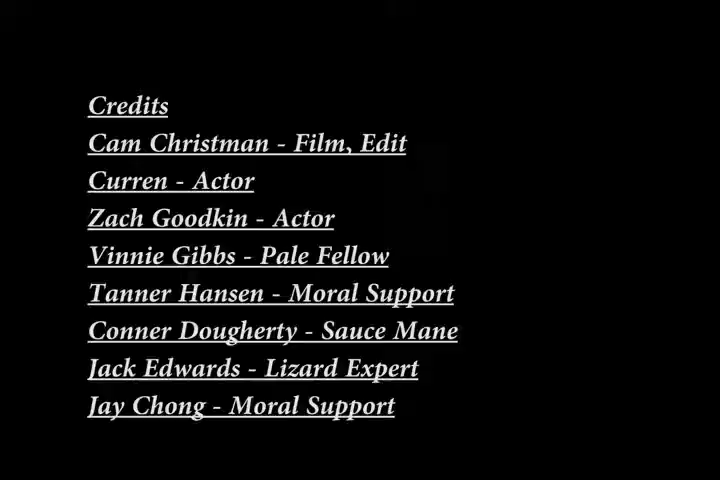 Credits
Cam Christman - Film, Edit
Curren - Actor
Zach Goodkin - Actor
Vinnie Gibbs - Pale Fellow
Tanner Hansen - Moral Support
Conner Dougherty - Sauce Mane
Jack Edwards - Lizard Expert
Jay Chong - Moral Support